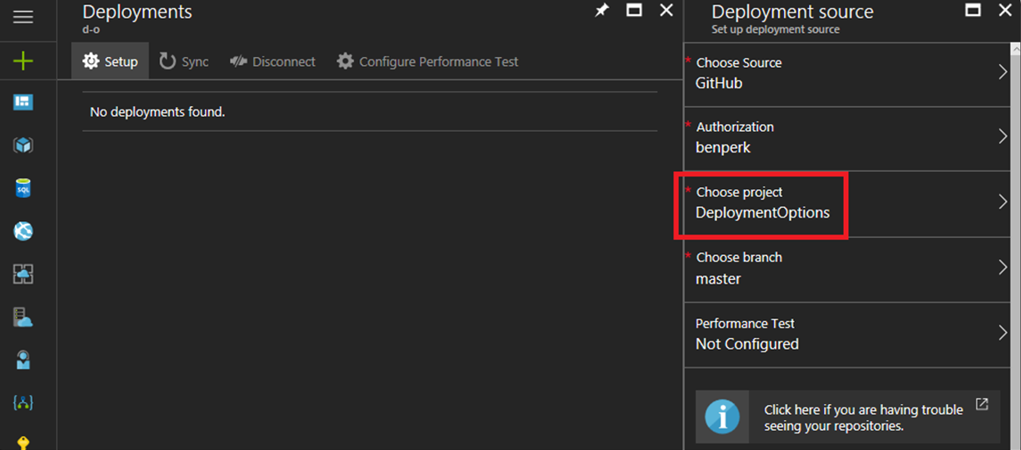 Deployments
d-o
Setup
Sync
Disconnect
Configure Performance Test
No deployments found.
Deployment source
Set up deployment source
* Choose Source
GitHub
* Authorization
benperk
* Choose project
DeploymentOptions
* Choose branch
master
Performance Test
Not Configured
Click here if you are having trouble
seeing your repositories.
SQL